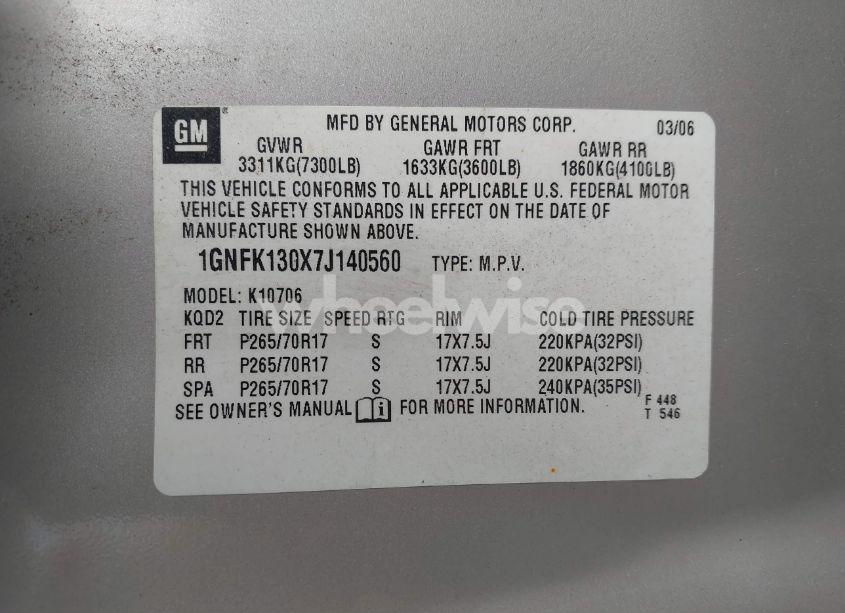 GM ® MFD BY GENERAL MOTORS CORP. 03/06
GVWR GAWR FRT GAWR RR
3311KG(7300LB) 1633KG(3600LB) 1860KG(4100LB)
THIS VEHICLE CONFORMS TO ALL APPLICABLE U.S. FEDERAL MOTOR
VEHICLE SAFETY STANDARDS IN EFFECT ON THE DATE OF
MANUFACTURE SHOWN ABOVE.
1GNFK130X7J140560 TYPE: M.P.V.
MODEL: K10706
wheelwise
KQD2 TIRE SIZE SPEED RTG RIM COLD TIRE PRESSURE
FRT P265/70R17 S 17X7.5J 220KPA(32PSI)
RR P265/70R17 S 17X7.5J 220KPA(32PSI)
SPA P265/70R17 S 17X7.5J 240KPA(35PSI)
SEE OWNER'S MANUAL i FOR MORE INFORMATION.
F 448
T 546